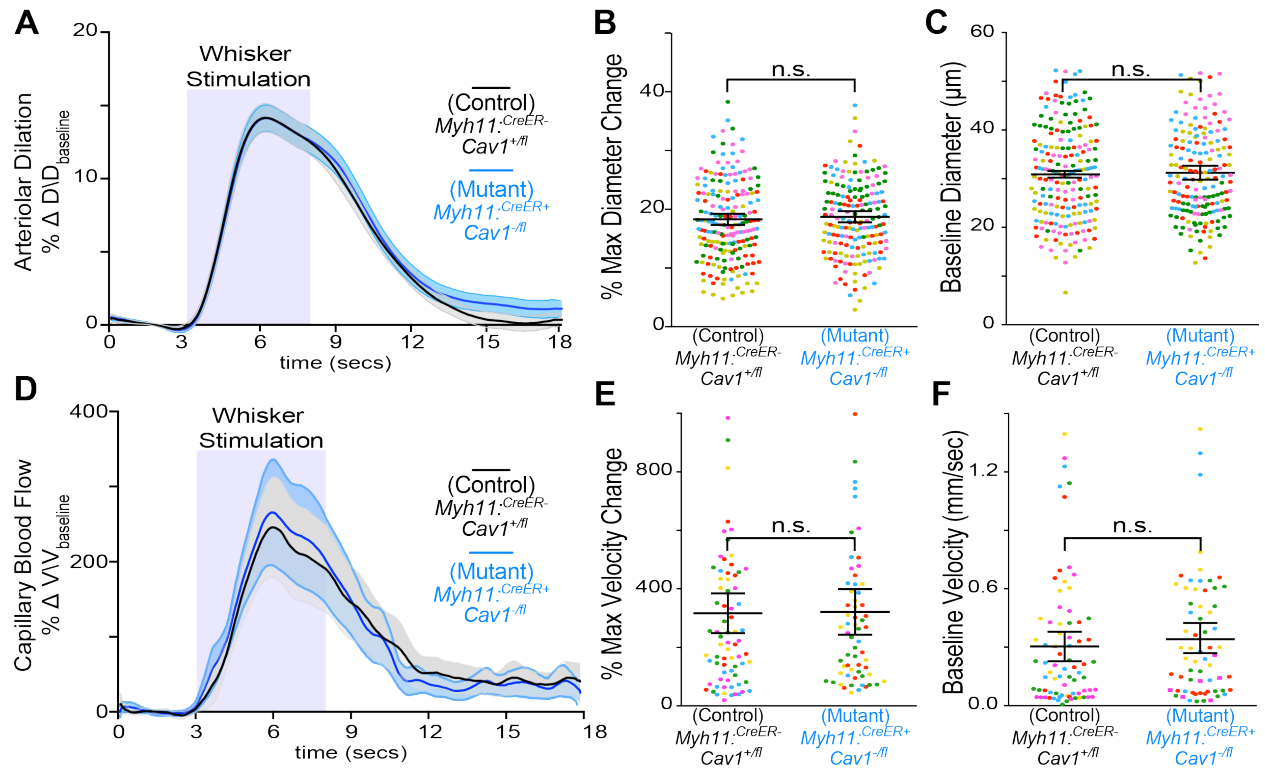 A
20
10
0
0
3
6
9
12
15
18
time (secs)
Arteriolar Dilation
% Δ D\D baseline
Whisker
Stimulation
(Control)
Myh11:CreER-
Cav1+/fl
(Mutant)
Myh11:CreER+
Cav1-/fl
B
% Max Diameter Change
40
20
0
n.s.
(Control)
Myh11:CreER-
Cav1+/fl
(Mutant)
Myh11:CreER+
Cav1-/fl
C
Baseline Diameter (μm)
60
40
20
0
n.s.
(Control)
Myh11:CreER-
Cav1+/fl
(Mutant)
Myh11:CreER+
Cav1-/fl
D
400
200
0
0
3
6
9
12
15
18
time (secs)
Capillary Blood Flow
% Δ V\V baseline
Whisker
Stimulation
(Control)
Myh11:CreER-
Cav1+/fl
(Mutant)
Myh11:CreER+
Cav1-/fl
E
% Max Velocity Change
800
400
0
n.s.
(Control)
Myh11:CreER-
Cav1+/fl
(Mutant)
Myh11:CreER+
Cav1-/fl
F
Baseline Velocity (mm/sec)
1.2
0.6
0.0
n.s.
(Control)
Myh11:CreER-
Cav1+/fl
(Mutant)
Myh11:CreER+
Cav1-/fl